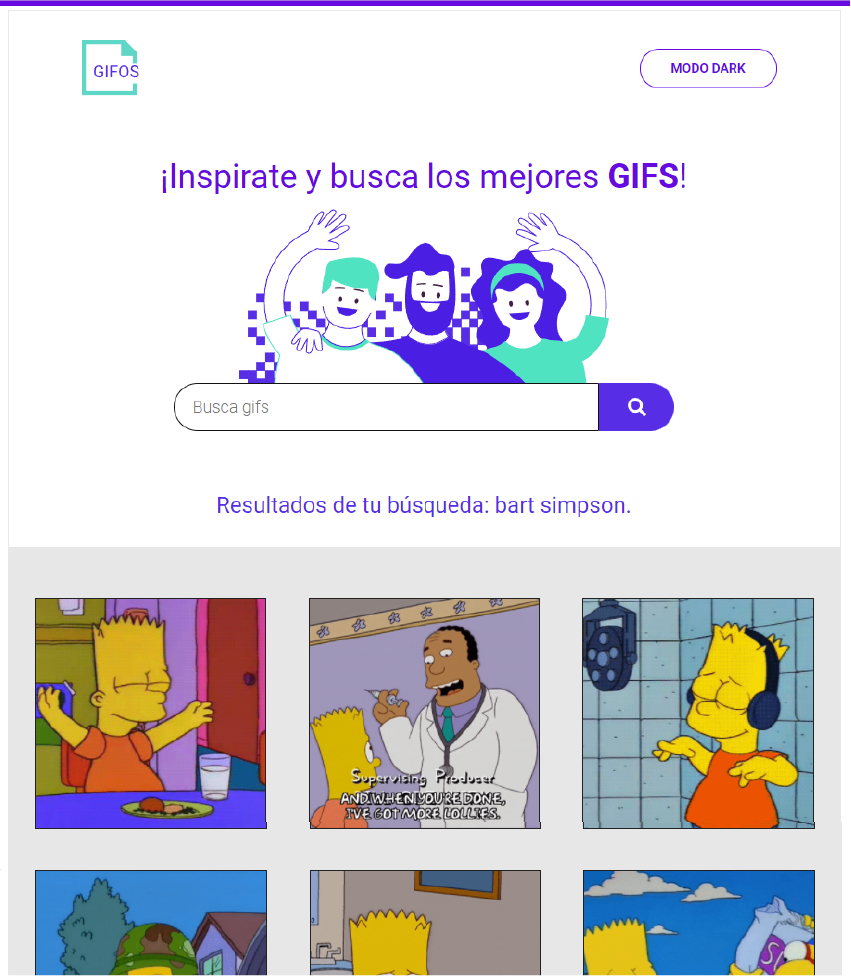 GIFOS
MODO DARK
¡Inspirate y busca los mejores GIFS!
Busca gifs
Resultados de tu búsqueda: bart simpson.
Supervising Producer
AND WHEN YOU'RE DONE,
I'VE GOT MORE LOLLIES.